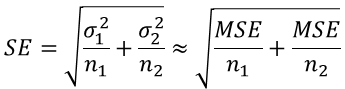 SE = √(σ₁²/n₁ + σ₂²/n₂) ≈ √(MSE/n₁ + MSE/n₂)